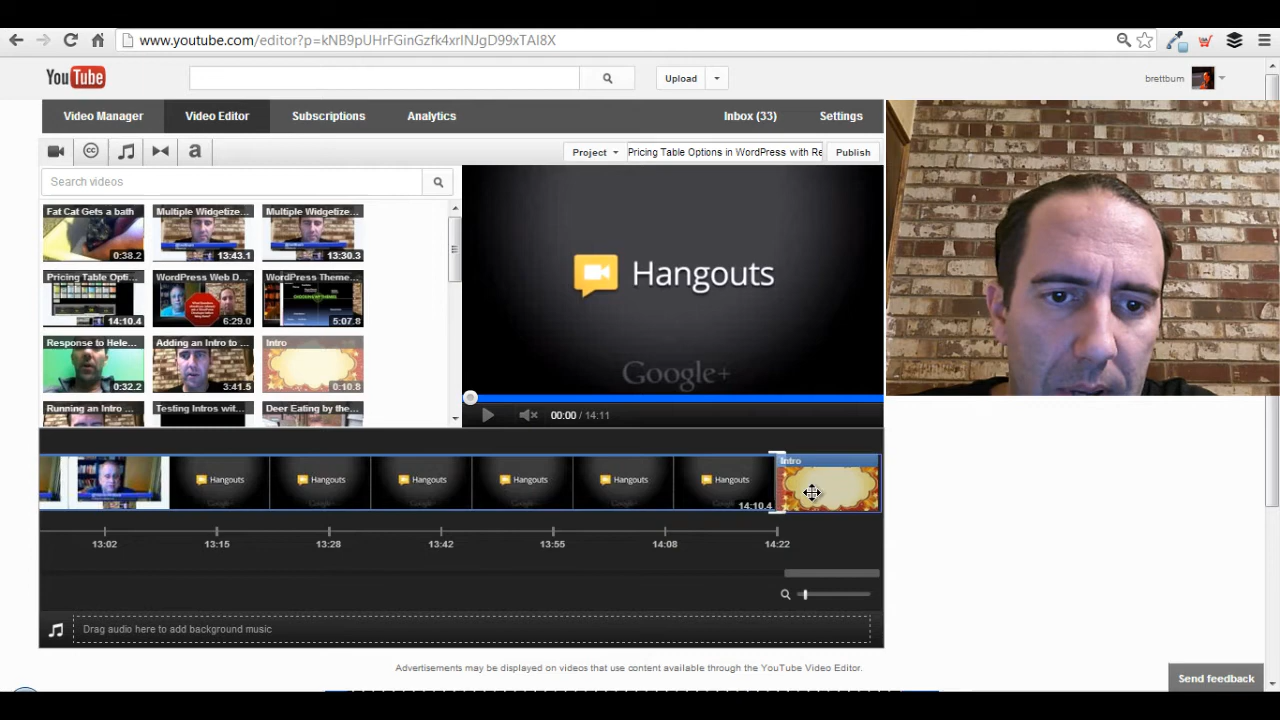 www.youtube.com/editor?p=kNB9pUHrFGinGzfk4xrINJgD99xTAI8X
YouTube
Upload
brettbum
Video Manager
Video Editor
Subscriptions
Analytics
Inbox (33)
Settings
cc
a
Project
Pricing Table Options in WordPress with Re
Publish
Search videos
Fat Cat Gets a bath
0:38.2
Multiple Widgetize...
13:43.1
Multiple Widgetize...
13:30.3
Pricing Table Opti...
14:10.4
WordPress Web D...
6:29.0
WordPress Theme...
5:07.8
Response to Hele...
0:32.2
Adding an Intro to ...
3:41.5
Intro
0:10.8
Running an Intro ...
Testing Intros wit...
Deer Eating by the...
Hangouts
Google+
00:00 / 14:11
Hangouts
Hangouts
Hangouts
Hangouts
Hangouts
Hangouts
14:10.4
Intro
13:02
13:15
13:28
13:42
13:55
14:08
14:22
Drag audio here to add background music
Advertisements may be displayed on videos that use content available through the YouTube Video Editor.
Send feedback